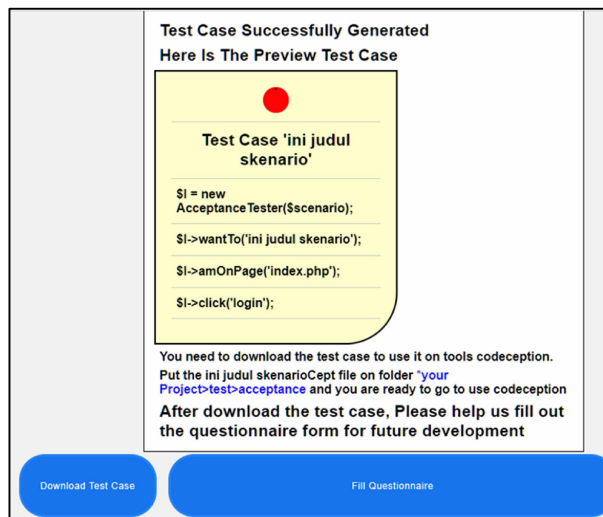 Test Case Successfully Generated
Here Is The Preview Test Case
Test Case 'ini judul
skenario'
$I = new
AcceptanceTester($scenario);
$I->wantTo('ini judul skenario');
$I->amOnPage('index.php');
$I->click('login');
You need to download the test case to use it on tools codeception.
Put the ini judul skenarioCept file on folder "your
Project>test>acceptance and you are ready to go to use codeception
After download the test case, Please help us fill out
the questionnaire form for future development
Download Test Case
Fill Questionnaire